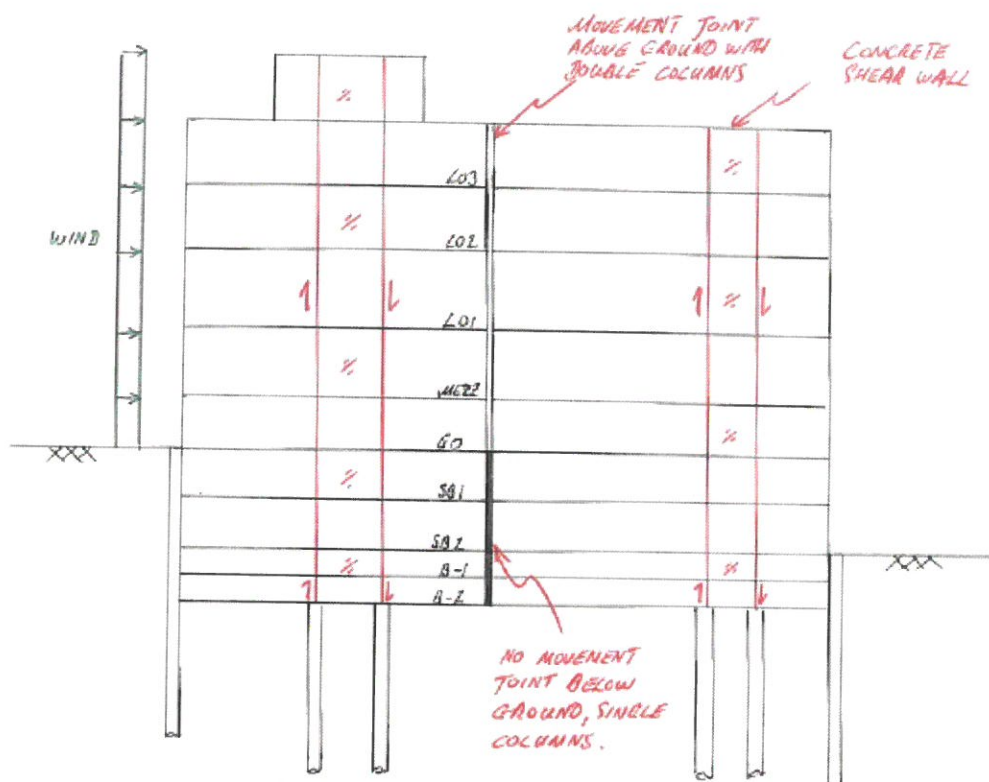 MOVEMENT JOINT
ABOVE GROUND WITH
DOUBLE COLUMNS
CONCRETE
SHEAR WALL
L03
L02
WIND
L01
MEZZ
G0
SB1
SB2
B-1
B-2
NO MOVEMENT
JOINT BELOW
GROUND, SINGLE
COLUMNS.